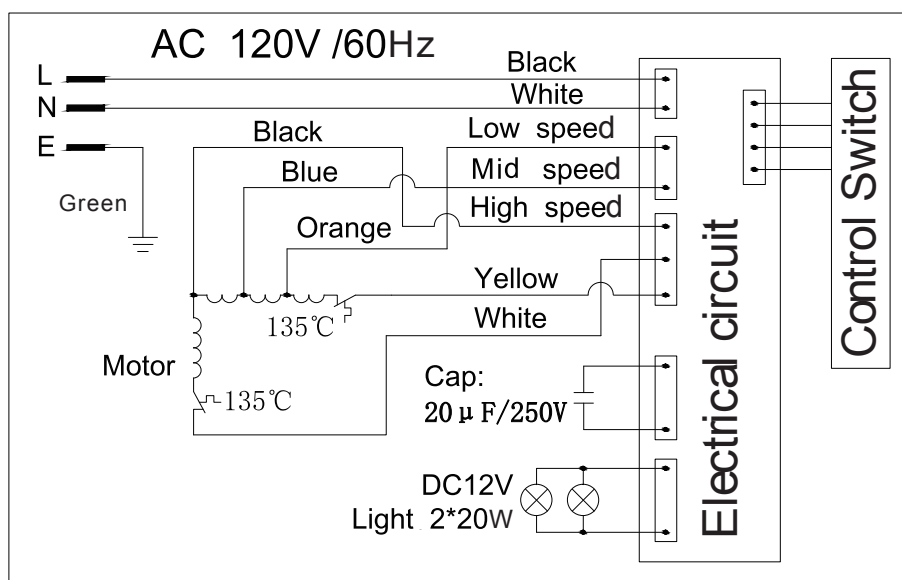 AC 120V /60Hz
L
Black
N
White
E
Black
Low speed
Blue
Mid speed
Green
High speed
Orange
Yellow
135℃
White
Motor
135℃
Cap:
20μF/250V
DC12V
Light 2*20W
Electrical circuit
Control Switch